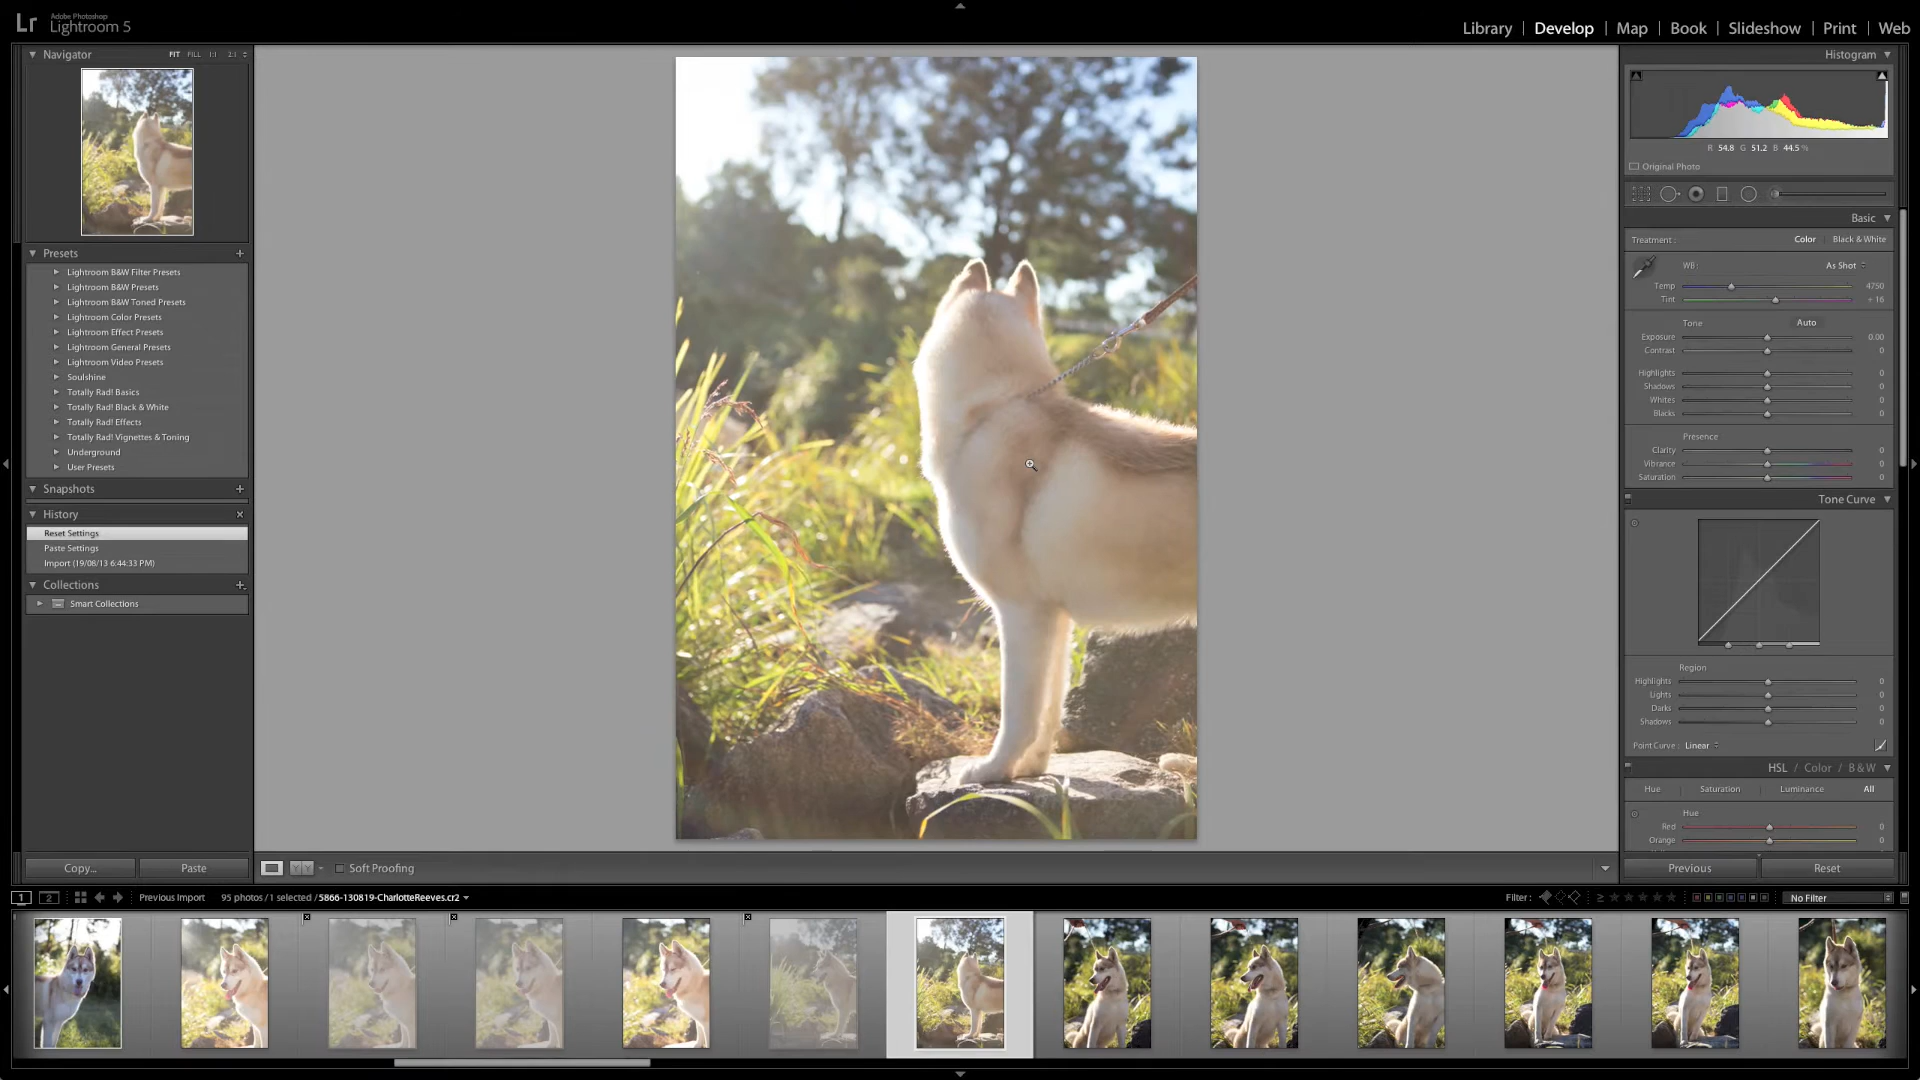 Lr Adobe Photoshop
Lightroom 5
Library | Develop | Map | Book | Slideshow | Print | Web
Navigator FIT FILL 1:1 2:1
Presets +
Lightroom B&W Filter Presets
Lightroom B&W Presets
Lightroom B&W Toned Presets
Lightroom Color Presets
Lightroom Effect Presets
Lightroom General Presets
Lightroom Video Presets
Soulshine
Totally Rad! Basics
Totally Rad! Black & White
Totally Rad! Effects
Totally Rad! Vignettes & Toning
Underground
User Presets
Snapshots +
History ×
Reset Settings
Paste Settings
Import (19/08/13 6:44:33 PM)
Collections +
Smart Collections
Copy... Paste
Soft Proofing
Histogram
R 54.8 G 51.2 B 44.5 %
Original Photo
Basic
Treatment : Color | Black & White
WB: As Shot
Temp 4750
Tint + 16
Tone Auto
Exposure 0.00
Contrast 0
Highlights 0
Shadows 0
Whites 0
Blacks 0
Presence
Clarity 0
Vibrance 0
Saturation 0
Tone Curve
Region
Highlights 0
Lights 0
Darks 0
Shadows 0
Point Curve : Linear
HSL / Color / B&W
Hue Saturation Luminance All
Hue
Red 0
Orange 0
Previous Reset
1 2 Previous Import 95 photos / 1 selected / 5866-130819-CharlotteReeves.cr2 Filter : ≥ No Filter